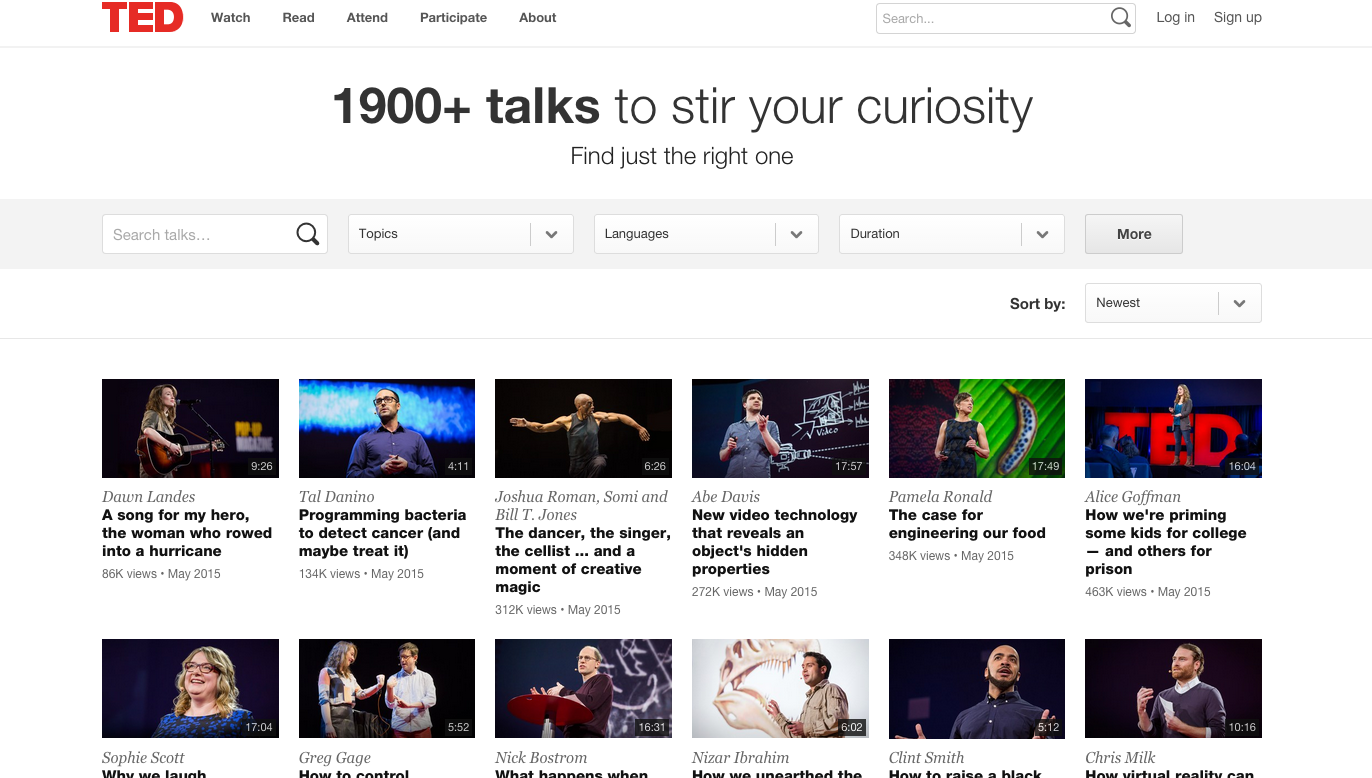 TED
Watch
Read
Attend
Participate
About
Search...
Log in
Sign up
1900+ talks to stir your curiosity
Find just the right one
Search talks…
Topics
Languages
Duration
More
Sort by:
Newest
POP-UP
MAGAZINE
9:26
4:11
6:26
Video
17:57
17:49
TED
16:04
Dawn Landes
A song for my hero,
the woman who rowed
into a hurricane
86K views • May 2015
Tal Danino
Programming bacteria
to detect cancer (and
maybe treat it)
134K views • May 2015
Joshua Roman, Somi and
Bill T. Jones
The dancer, the singer,
the cellist ... and a
moment of creative
magic
312K views • May 2015
Abe Davis
New video technology
that reveals an
object's hidden
properties
272K views • May 2015
Pamela Ronald
The case for
engineering our food
348K views • May 2015
Alice Goffman
How we're priming
some kids for college
— and others for
prison
463K views • May 2015
17:04
5:52
16:31
6:02
5:12
10:16
Sophie Scott
Why we laugh
Greg Gage
How to control
Nick Bostrom
What happens when
Nizar Ibrahim
How we unearthed the
Clint Smith
How to raise a black
Chris Milk
How virtual reality can